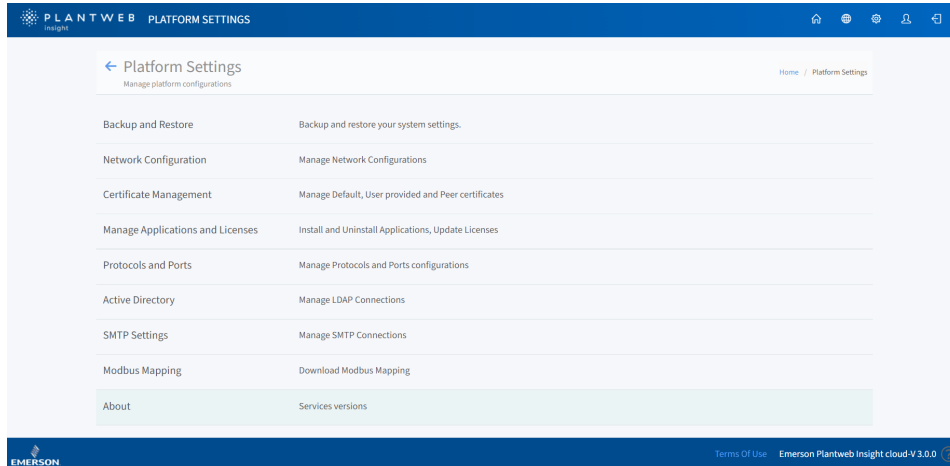 PLANTWEB PLATFORM SETTINGS
insight
Platform Settings
Manage platform configurations
Home / Platform Settings
Backup and Restore Backup and restore your system settings.
Network Configuration Manage Network Configurations
Certificate Management Manage Default, User provided and Peer certificates
Manage Applications and Licenses Install and Uninstall Applications, Update Licenses
Protocols and Ports Manage Protocols and Ports configurations
Active Directory Manage LDAP Connections
SMTP Settings Manage SMTP Connections
Modbus Mapping Download Modbus Mapping
About Services versions
EMERSON
Terms Of Use Emerson Plantweb Insight cloud-V 3.0.0